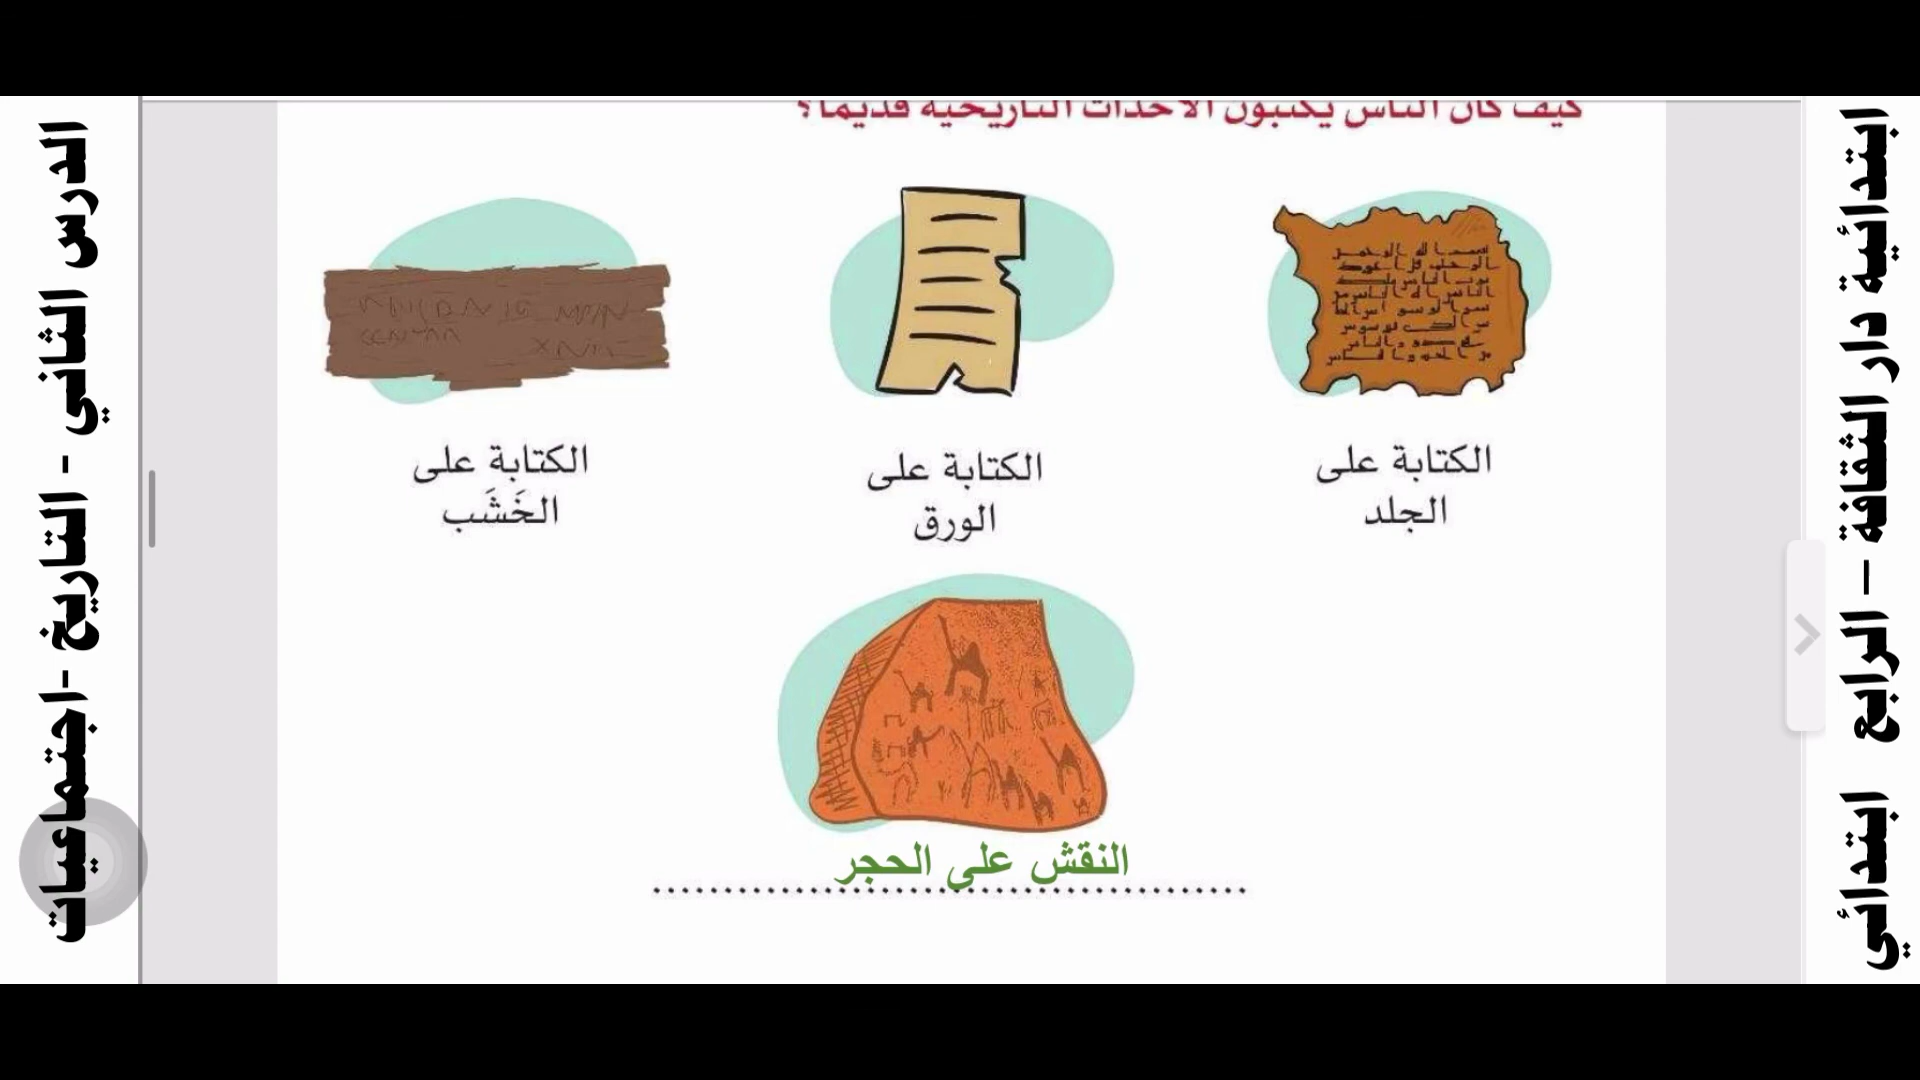 كيف كان الناس يكتبون الأحداث التاريخية قديمًا؟
الكتابة على
الجلد
الكتابة على
الورق
الكتابة على
الخَشَب
النقش على الحجر
ابتدائية دار الثقافة – الرابع ابتدائي
الدرس الثاني - التاريخ -اجتماعيات